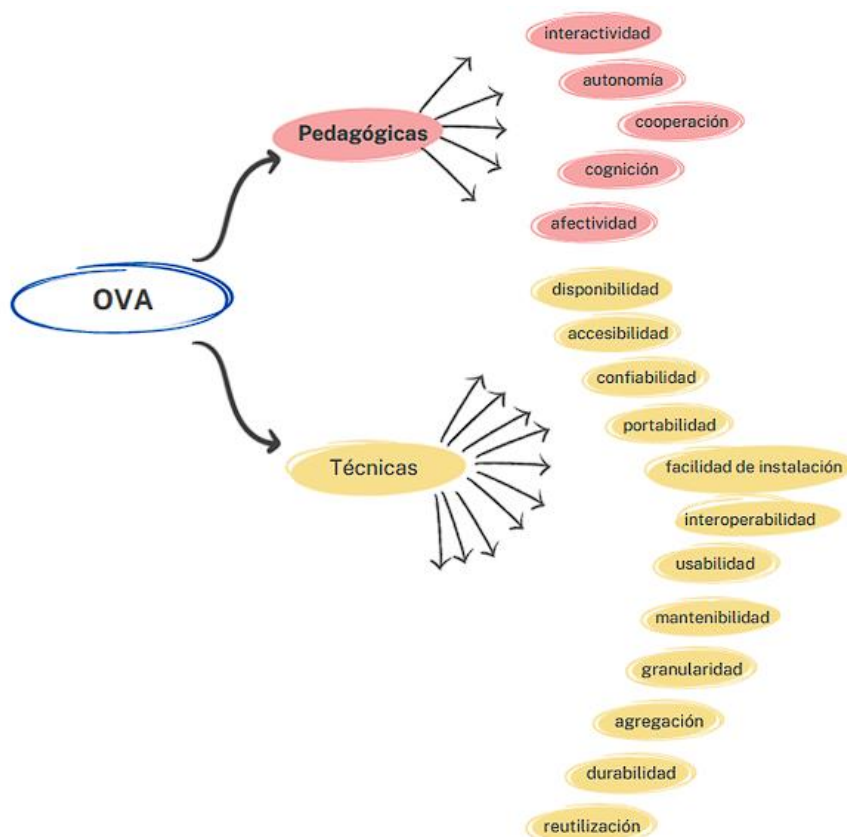 OVA
Pedagógicas
interactividad
autonomía
cooperación
cognición
afectividad
Técnicas
disponibilidad
accesibilidad
confiabilidad
portabilidad
facilidad de instalación
interoperabilidad
usabilidad
mantenibilidad
granularidad
agregación
durabilidad
reutilización